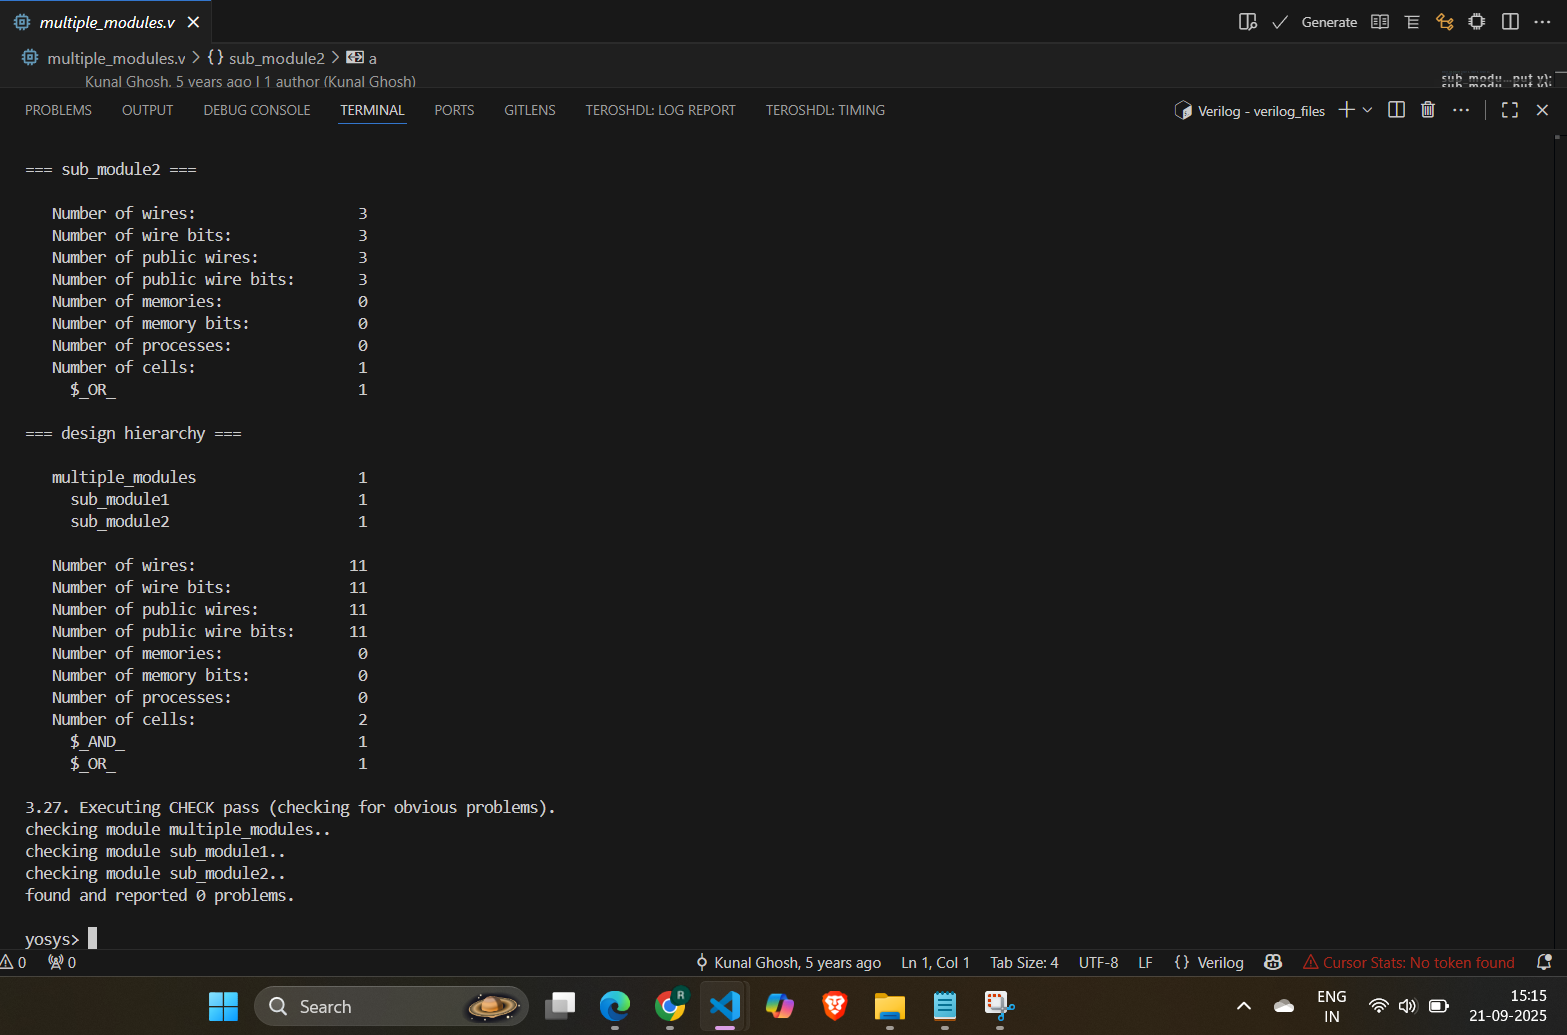 multiple_modules.v
Generate
multiple_modules.v > {} sub_module2 > a
Kunal Ghosh, 5 years ago | 1 author (Kunal Ghosh)
PROBLEMS OUTPUT DEBUG CONSOLE TERMINAL PORTS GITLENS TEROSHDL: LOG REPORT TEROSHDL: TIMING Verilog - verilog_files
=== sub_module2 ===
Number of wires: 3
Number of wire bits: 3
Number of public wires: 3
Number of public wire bits: 3
Number of memories: 0
Number of memory bits: 0
Number of processes: 0
Number of cells: 1
$_OR_ 1
=== design hierarchy ===
multiple_modules 1
sub_module1 1
sub_module2 1
Number of wires: 11
Number of wire bits: 11
Number of public wires: 11
Number of public wire bits: 11
Number of memories: 0
Number of memory bits: 0
Number of processes: 0
Number of cells: 2
$_AND_ 1
$_OR_ 1
3.27. Executing CHECK pass (checking for obvious problems).
checking module multiple_modules..
checking module sub_module1..
checking module sub_module2..
found and reported 0 problems.
yosys>
0 0 Kunal Ghosh, 5 years ago Ln 1, Col 1 Tab Size: 4 UTF-8 LF {} Verilog Cursor Stats: No token found
Search
R
ENG
IN
15:15
21-09-2025